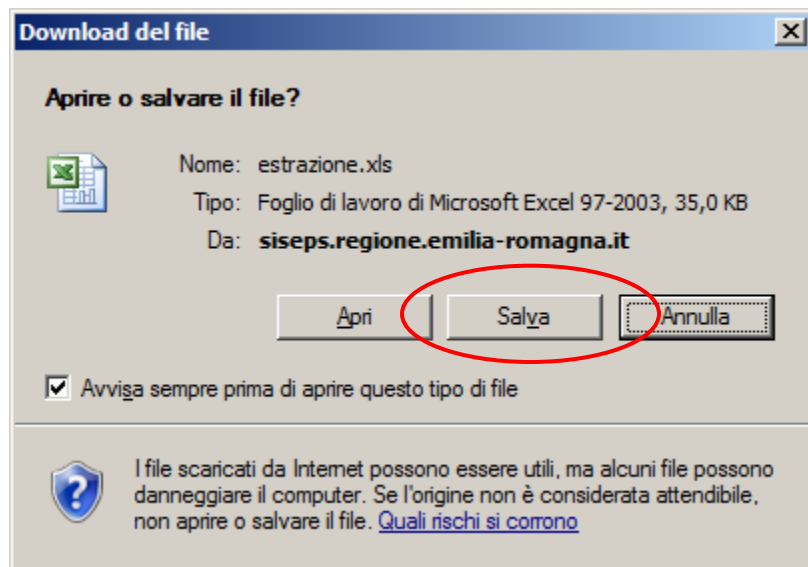 Download del file
Aprire o salvare il file?
Nome: estrazione.xls
Tipo: Foglio di lavoro di Microsoft Excel 97-2003, 35,0 KB
Da: siseps.regione.emilia-romagna.it
Apri Salva Annulla
Avvisa sempre prima di aprire questo tipo di file
I file scaricati da Internet possono essere utili, ma alcuni file possono
danneggiare il computer. Se l'origine non è considerata attendibile,
non aprire o salvare il file. Quali rischi si corrono